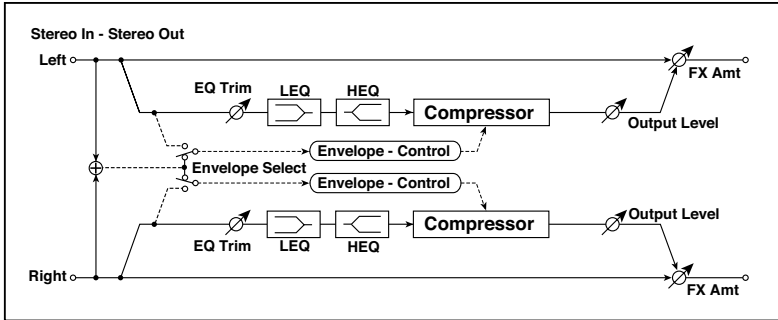 Stereo In - Stereo Out
Left
FX Amt
EQ Trim
LEQ
HEQ
Compressor
Output Level
Envelope - Control
Envelope Select
Envelope - Control
Output Level
Compressor
EQ Trim
LEQ
HEQ
Right
FX Amt